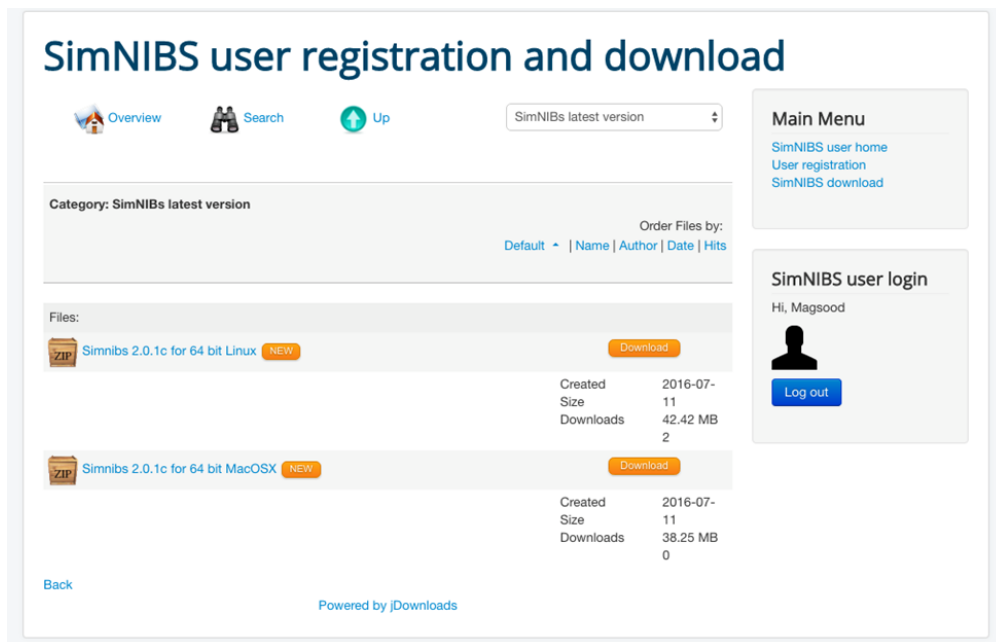 SimNIBS user registration and download
Overview
Search
Up
SimNIBs latest version
Category: SimNIBs latest version
Order Files by:
Default | Name | Author | Date | Hits
Files:
ZIP Simnibs 2.0.1c for 64 bit Linux NEW Download
Created 2016-07-
Size 11
Downloads 42.42 MB
2
ZIP Simnibs 2.0.1c for 64 bit MacOSX NEW Download
Created 2016-07-
Size 11
Downloads 38.25 MB
0
Back
Powered by jDownloads
Main Menu
SimNIBS user home
User registration
SimNIBS download
SimNIBS user login
Hi, Magsood
Log out